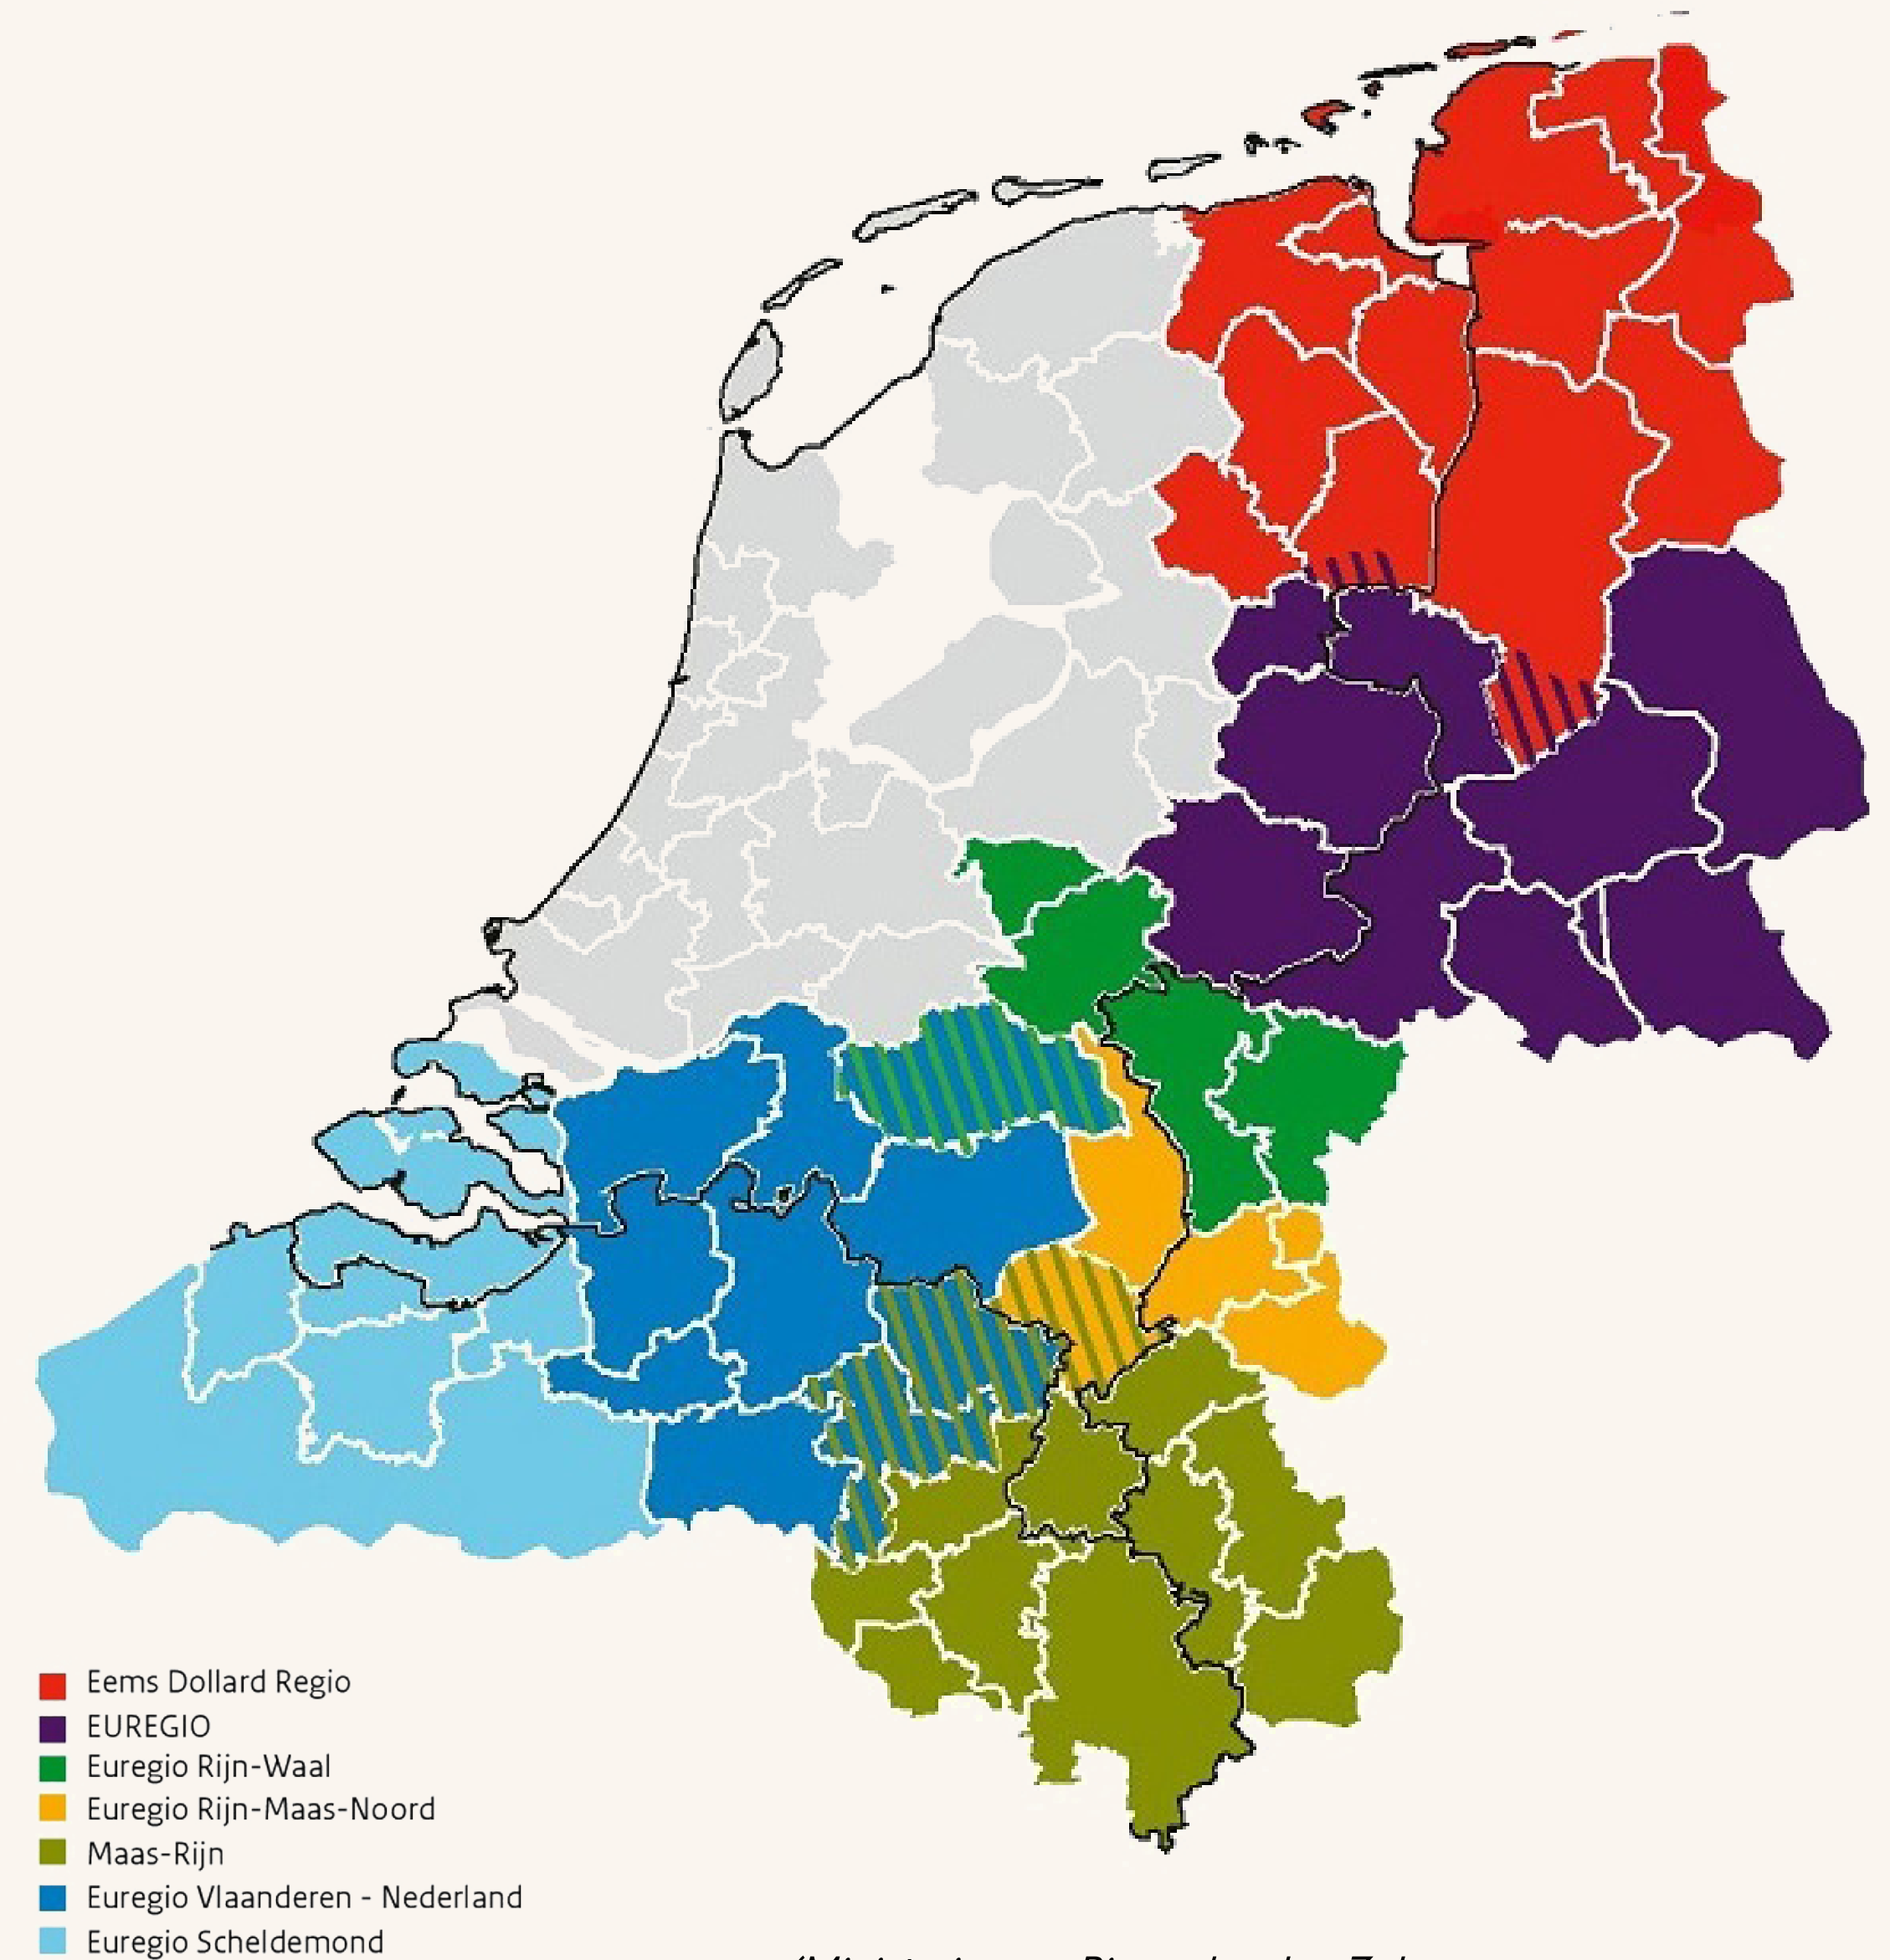 Eems Dollard Regio
EUREGIO
Euregio Rijn-Waal
Euregio Rijn-Maas-Noord
Maas-Rijn
Euregio Vlaanderen - Nederland
Euregio Scheldemond